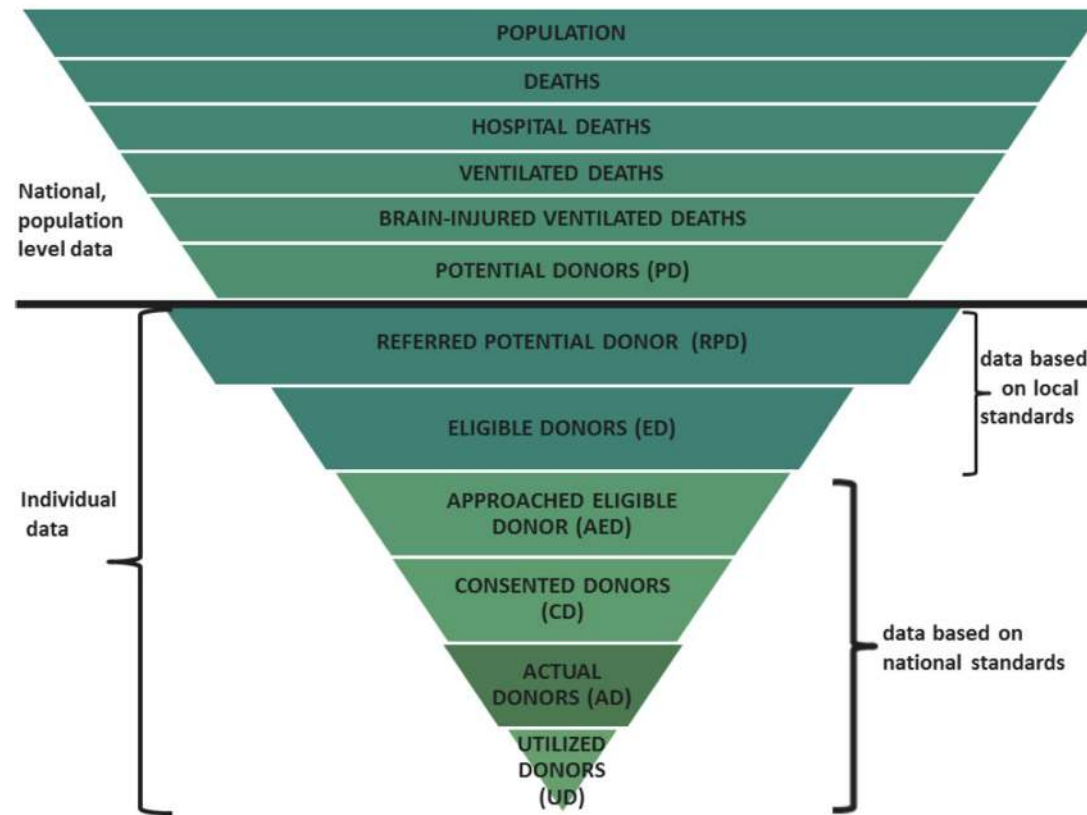 POPULATION
DEATHS
HOSPITAL DEATHS
VENTILATED DEATHS
BRAIN-INJURED VENTILATED DEATHS
POTENTIAL DONORS (PD)
National,
population
level data
REFERRED POTENTIAL DONOR (RPD)
ELIGIBLE DONORS (ED)
data based
on local
standards
APPROACHED ELIGIBLE
DONOR (AED)
CONSENTED DONORS
(CD)
ACTUAL
DONORS (AD)
UTILIZED
DONORS
(UD)
Individual
data
data based on
national standards